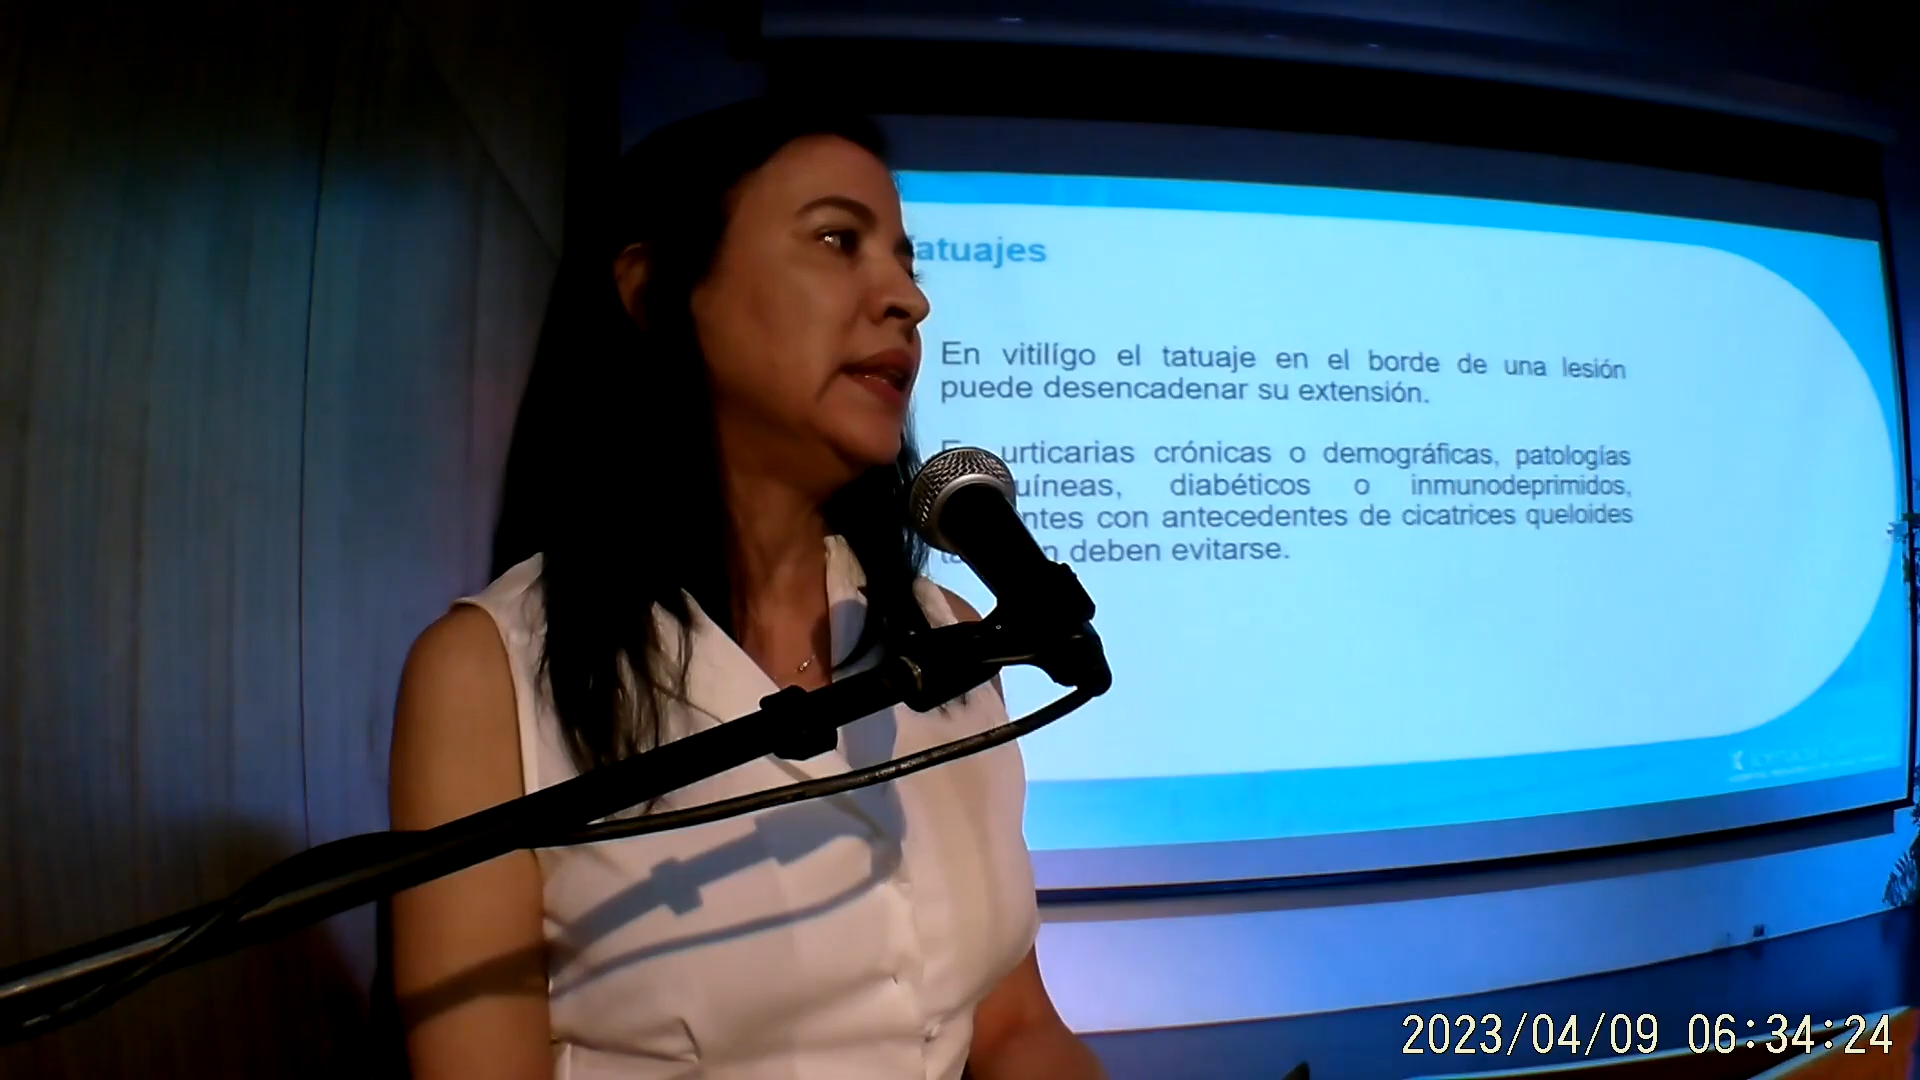 Tatuajes
En vitilígo el tatuaje en el borde de una lesión
puede desencadenar su extensión.
urticarias crónicas o demográficas, patologías
uíneas, diabéticos o inmunodeprimidos,
ntes con antecedentes de cicatrices queloides
deben evitarse.
2023/04/09 06:34:24